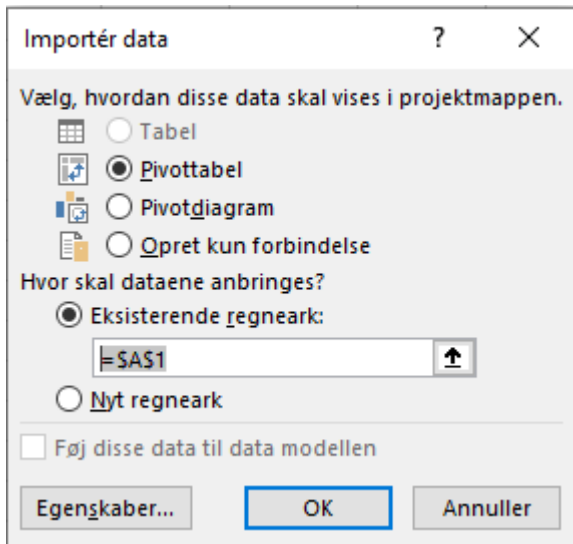 Importér data ? ×
Vælg, hvordan disse data skal vises i projektmappen.
Tabel
Pivottabel
Pivotdiagram
Opret kun forbindelse
Hvor skal dataene anbringes?
Eksisterende regneark:
=$A$1
Nyt regneark
Føj disse data til data modellen
Egenskaber... OK Annuller